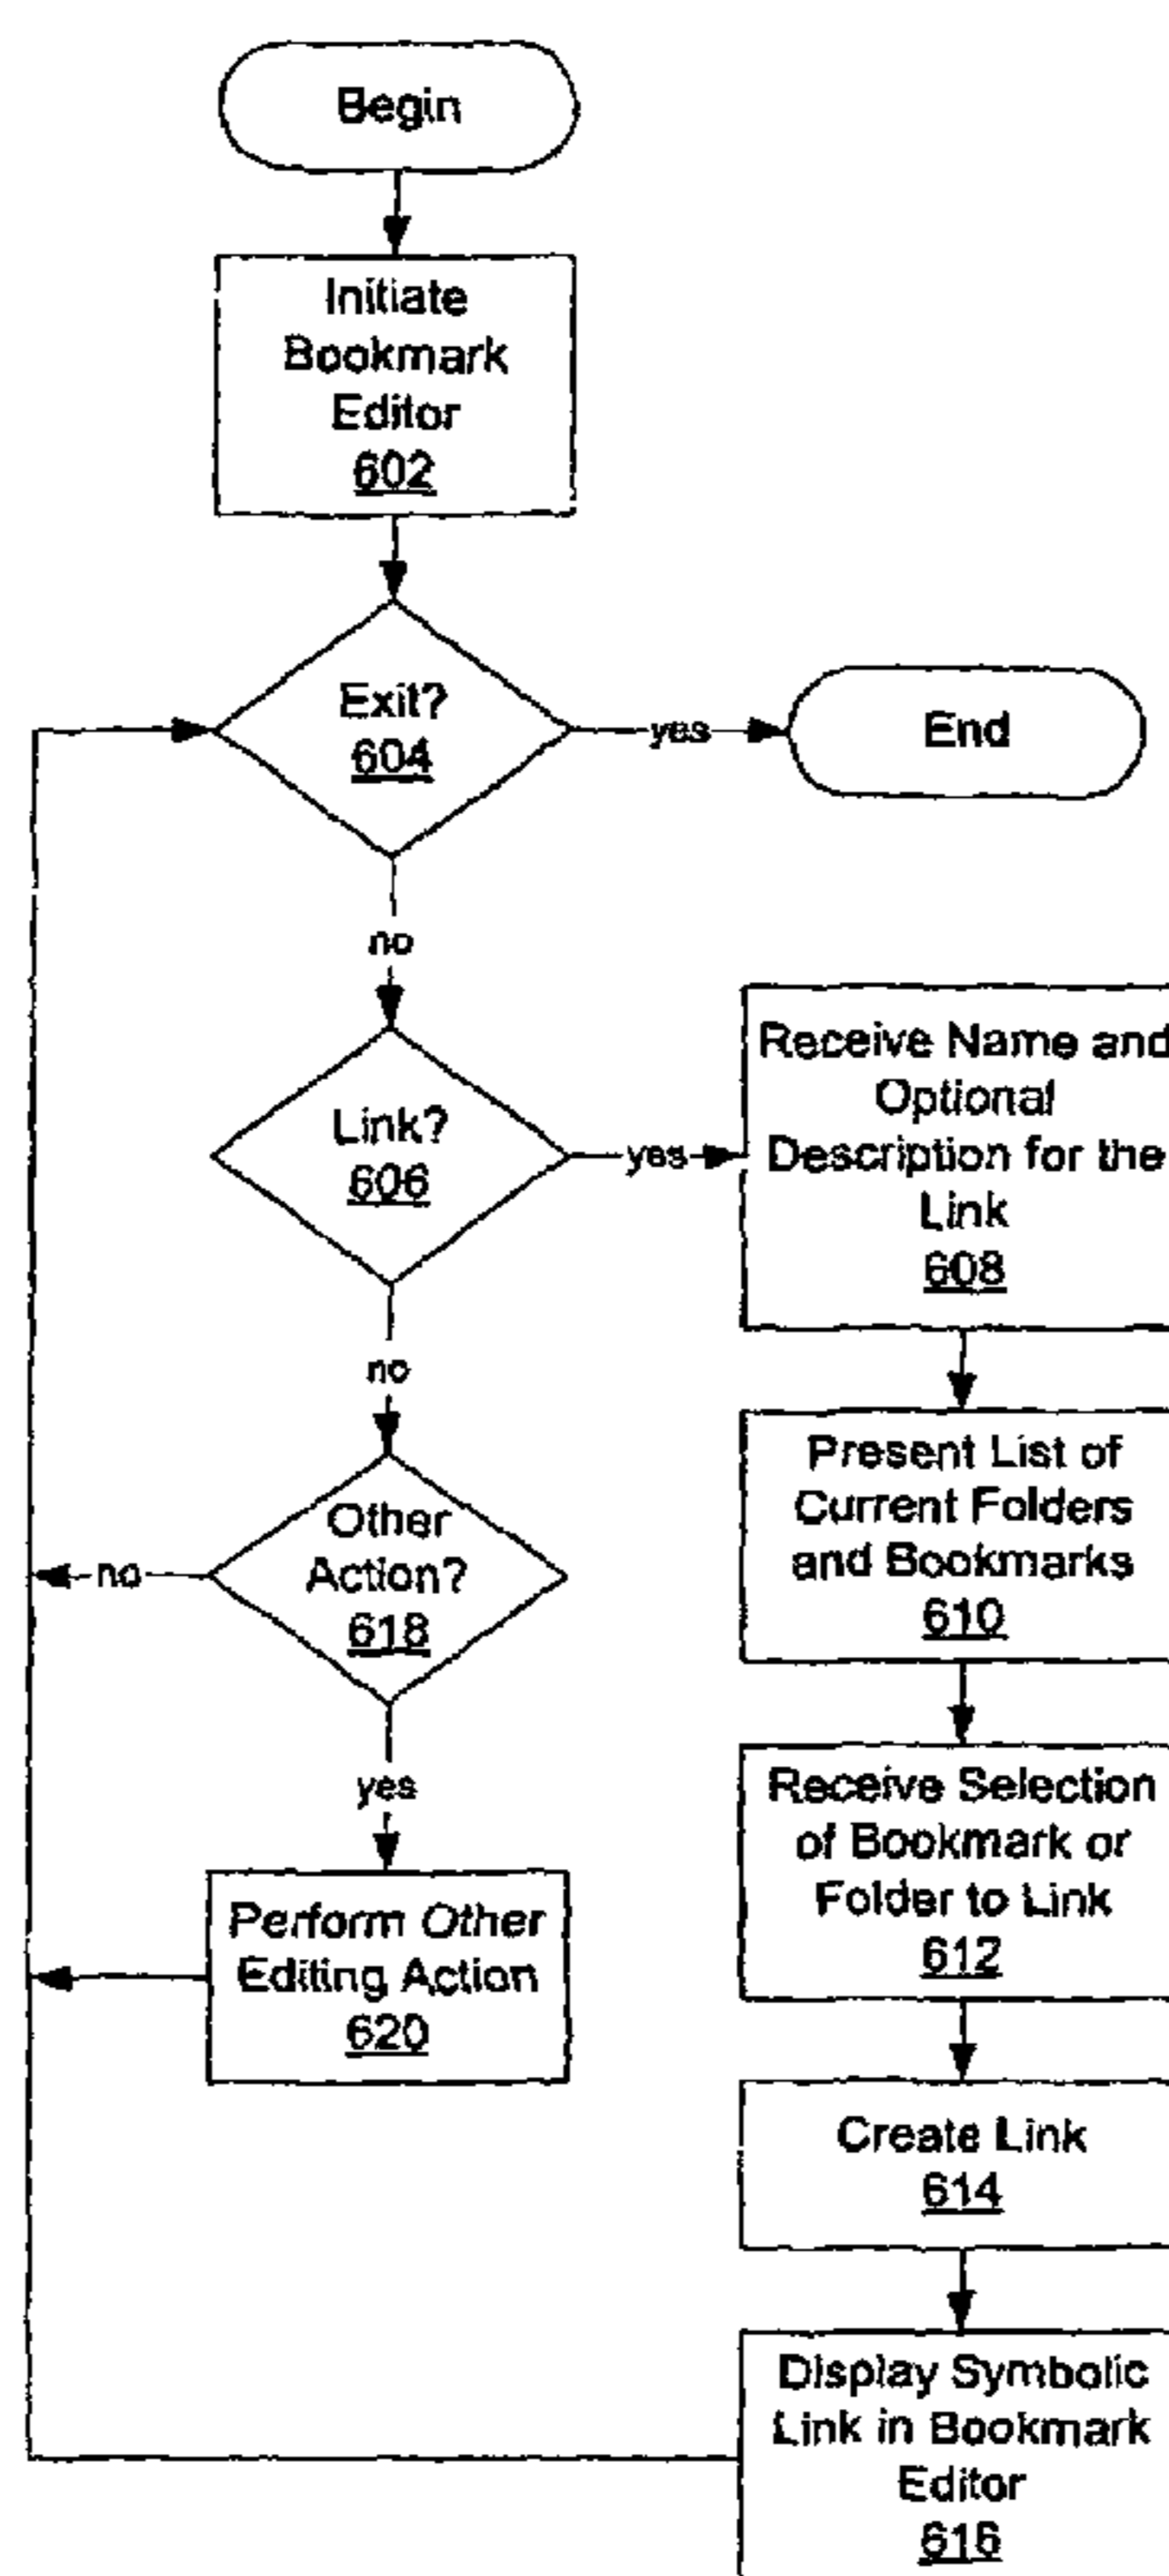 Begin
Initiate
Bookmark
Editor
602
Exit?
604
yes
End
no
Link?
606
yes
Receive Name and
Optional
Description for the
Link
608
no
Present List of
Current Folders
and Bookmarks
610
Other
Action?
618
no
yes
Receive Selection
of Bookmark or
Folder to Link
612
Perform Other
Editing Action
620
Create Link
614
Display Symbolic
Link in Bookmark
Editor
616